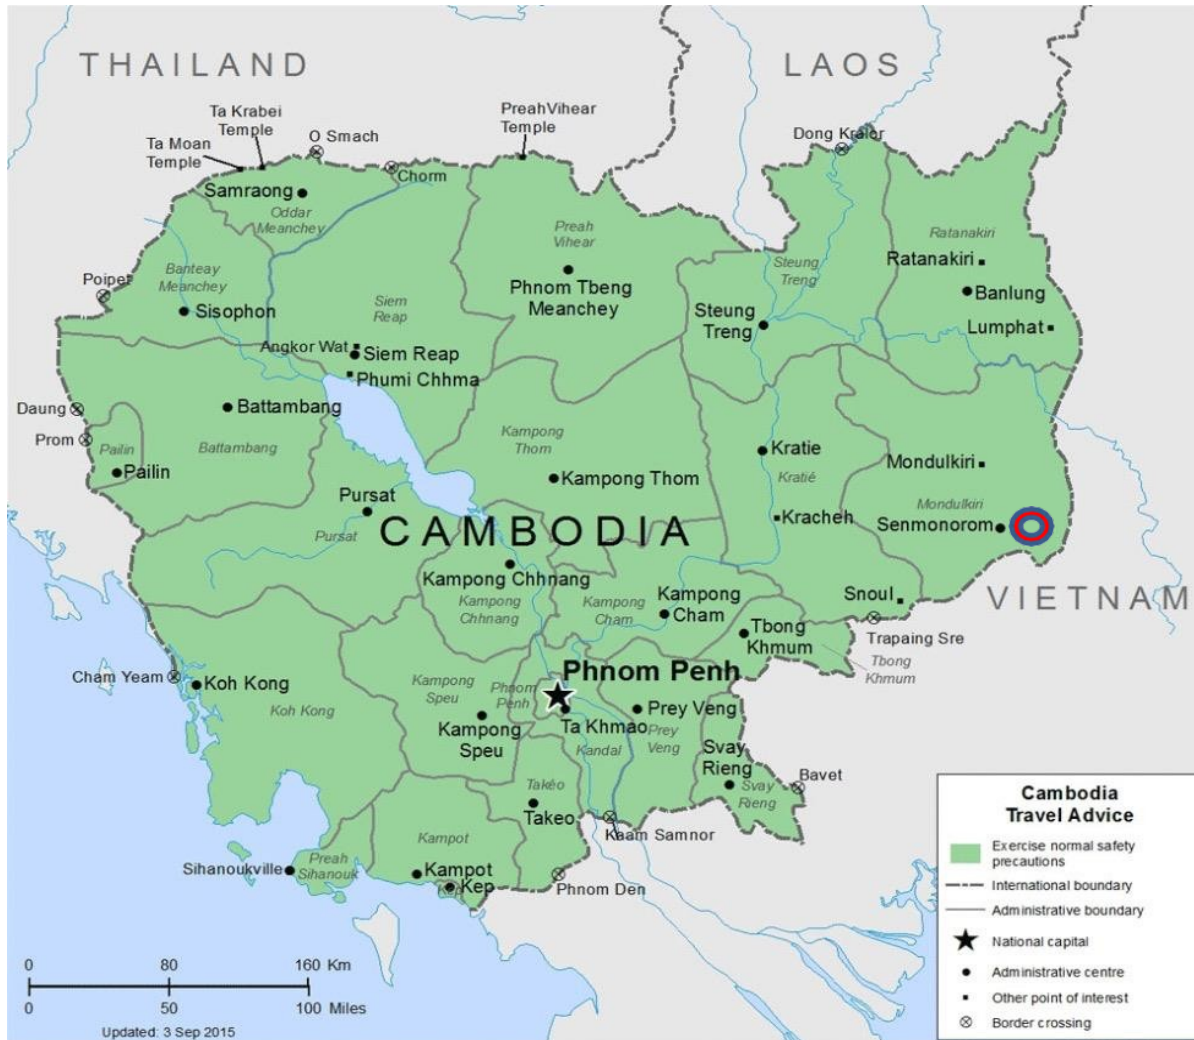 THAILAND
LAOS
Ta Krabei
Temple
Ta Moan
Temple
O Smach
Preah Vihear
Temple
Dong Kralor
Chorm
Samraong
Oddar
Meanchey
Preah
Vihear
Ratanakiri
Ratanakiri
Banteay
Meanchey
Steung
Treng
Poipet
Phnom Tbeng
Meanchey
Banlung
Siem
Reap
Sisophon
Steung
Treng
Lumphat
Angkor Wat
Siem Reap
Phumi Chhma
Daung
Battambang
Prom
Pailin
Battambang
Kampong
Thom
Kratie
Pailin
Kampong Thom
Kratié
Mondulkiri
Pursat
Mondulkiri
Kracheh
Senmonorom
CAMBODIA
Pursat
Kampong Chhnang
Kampong
Chhnang
Kampong
Cham
Kampong
Cham
Snoul
VIETNAM
Tbong
Khmum
Trapaing Sre
Tbong
Khmum
Phnom Penh
Cham Yeam
Koh Kong
Koh Kong
Kampong
Speu
Phnom
Penh
Kampong
Speu
Ta Khmao
Prey Veng
Prey
Veng
Kandal
Svay
Rieng
Svay
Rieng
Bavet
Takéo
Takeo
Kaam Samnor
Kampot
Preah
Sihanouk
Sihanoukville
Kampot
Kep
Kep
Phnom Den
Cambodia
Travel Advice
Exercise normal safety
precautions
International boundary
Administrative boundary
National capital
Administrative centre
Other point of interest
Border crossing
0 80 160 Km
0 50 100 Miles
Updated: 3 Sep 2015